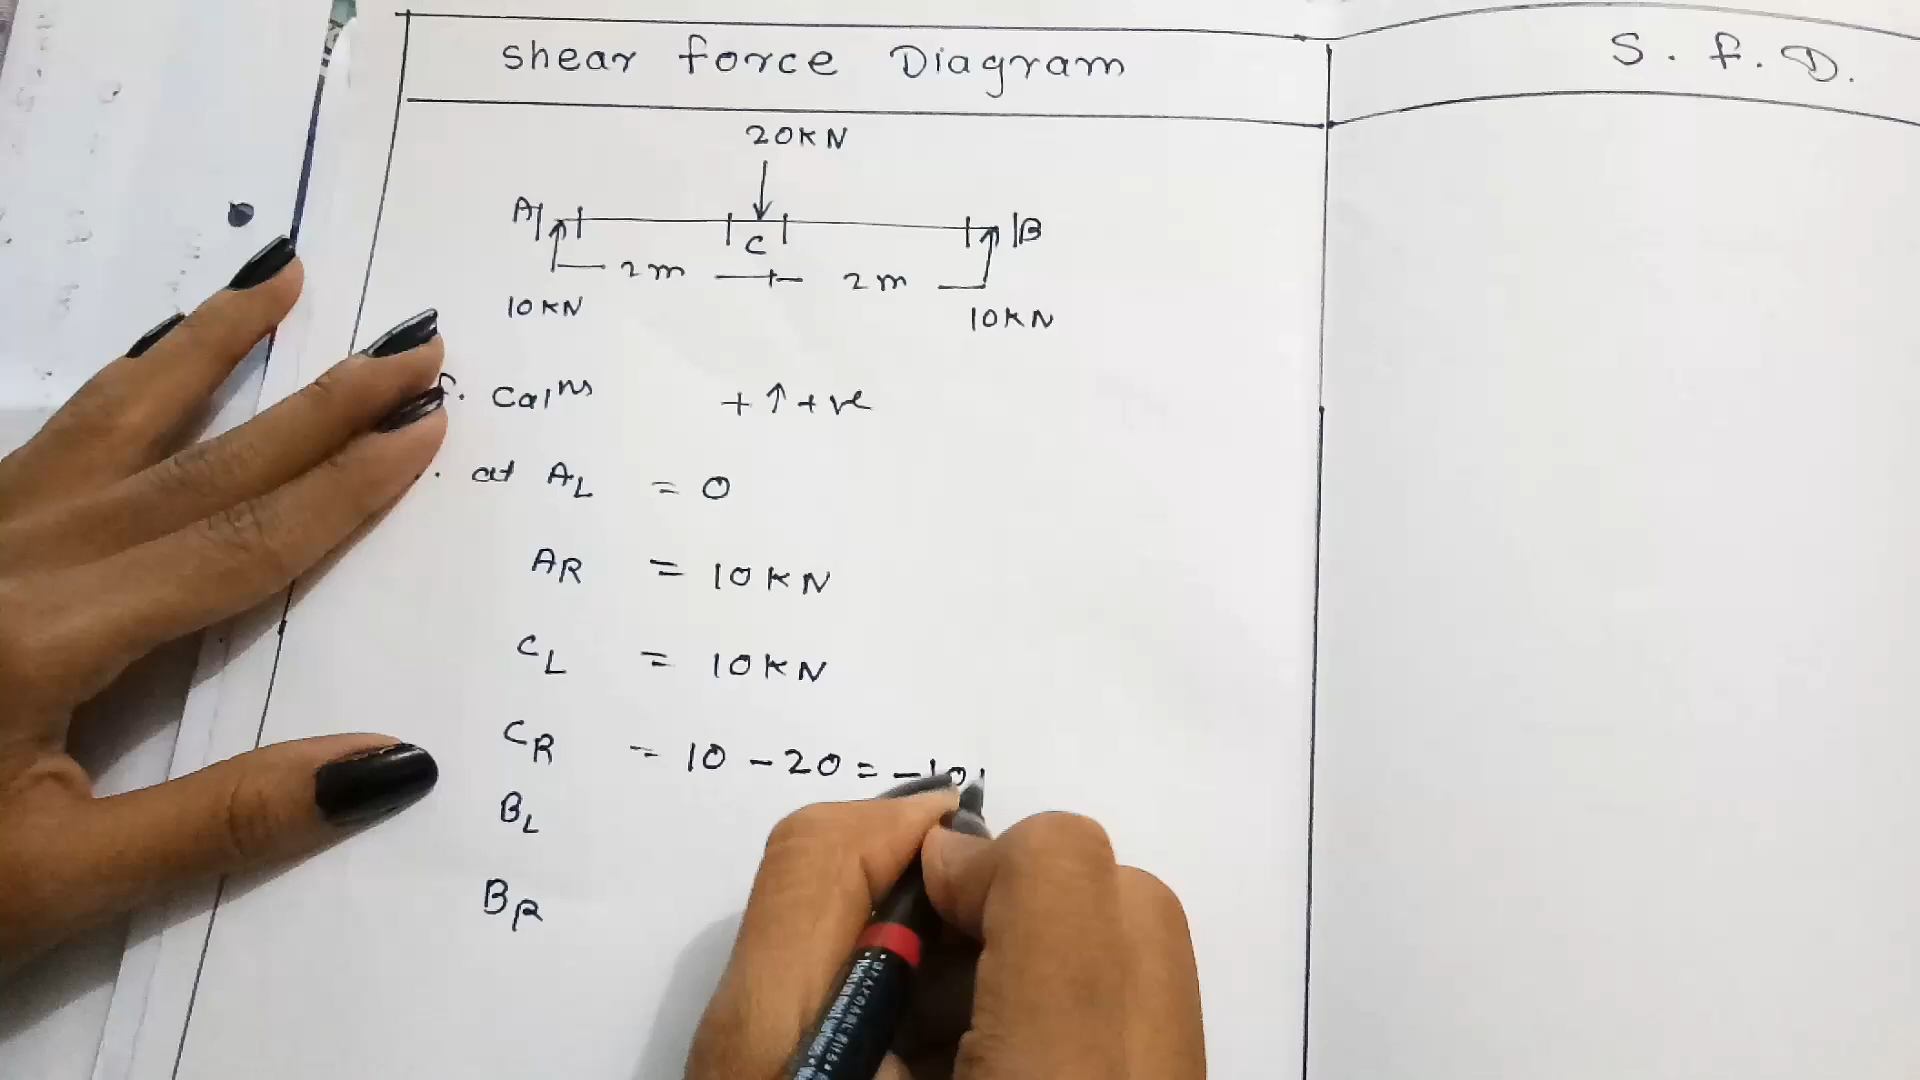 Shear force Diagram
S. f. D.
20KN
A B
C
2m 2m
10KN 10KN
f. Calns + ↑ +ve
. at AL = 0
AR = 10KN
CL = 10KN
CR = 10 - 20 = -10
BL
BR